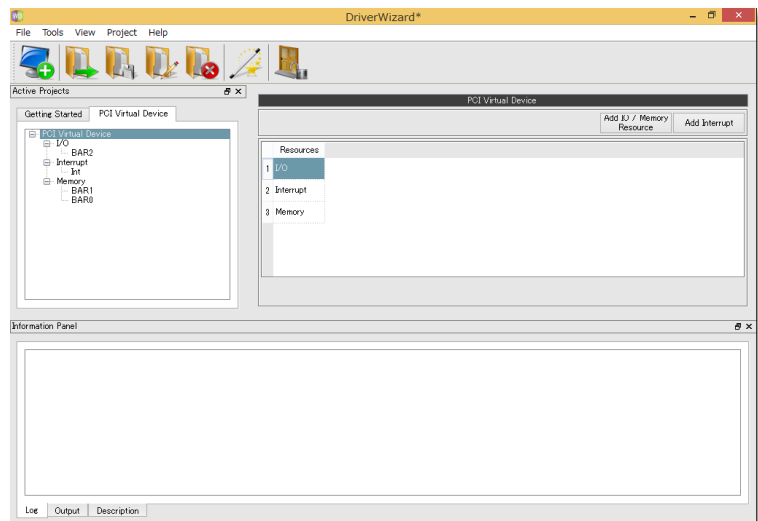 DriverWizard*
File Tools View Project Help
Active Projects
Getting Started PCI Virtual Device
PCI Virtual Device
I/O
BAR2
Interrupt
Int
Memory
BAR1
BAR0
PCI Virtual Device
Add IO / Memory
Resource
Add Interrupt
Resources
1 I/O
2 Interrupt
3 Memory
Information Panel
Log Output Description